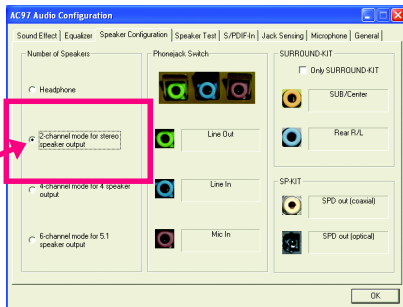 AC97 Audio Configuration
Sound Effect
Equalizer
Speaker Configuration
Speaker Test
S/PDIF-In
Jack Sensing
Microphone
General
Number of Speakers
Headphone
2-channel mode for stereo
speaker output
4-channel mode for 4 speaker
output
6-channel mode for 5.1
speaker output
Phonejack Switch
Line Out
Line In
Mic In
SURROUND-KIT
Only SURROUND-KIT
SUB/Center
Rear R/L
SP-KIT
SPD out (coaxial)
SPD out (optical)
OK